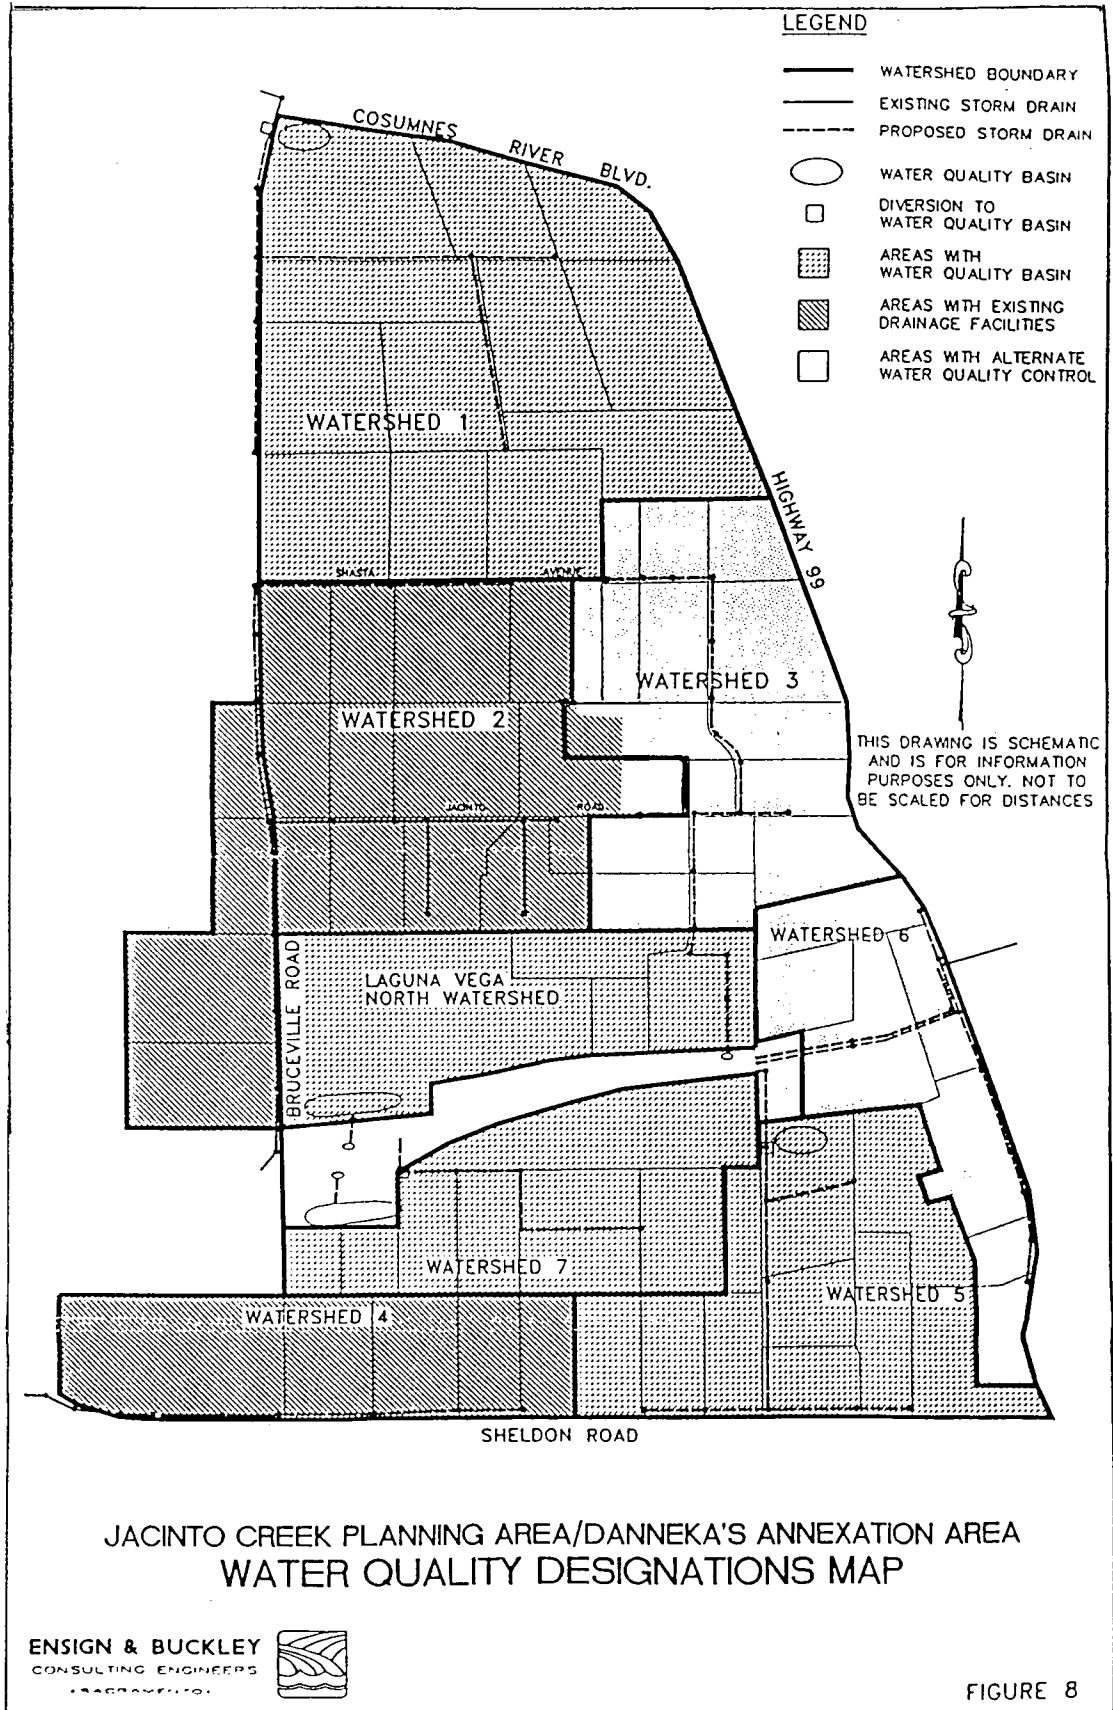 LEGEND
WATERSHED BOUNDARY
EXISTING STORM DRAIN
PROPOSED STORM DRAIN
WATER QUALITY BASIN
DIVERSION TO
WATER QUALITY BASIN
AREAS WITH
WATER QUALITY BASIN
AREAS WITH EXISTING
DRAINAGE FACILITIES
AREAS WITH ALTERNATE
WATER QUALITY CONTROL
COSUMNES RIVER BLVD.
WATERSHED 1
HIGHWAY 99
SHASTA AVENUE
WATERSHED 3
WATERSHED 2
THIS DRAWING IS SCHEMATIC
AND IS FOR INFORMATION
PURPOSES ONLY. NOT TO
BE SCALED FOR DISTANCES
JACINTO ROAD
WATERSHED 6
BRUCEVILLE ROAD
LAGUNA VEGA
NORTH WATERSHED
WATERSHED 7
WATERSHED 5
WATERSHED 4
SHELDON ROAD
JACINTO CREEK PLANNING AREA/DANNEKA'S ANNEXATION AREA
WATER QUALITY DESIGNATIONS MAP
ENSIGN & BUCKLEY
CONSULTING ENGINEERS
SACRAMENTO
FIGURE 8